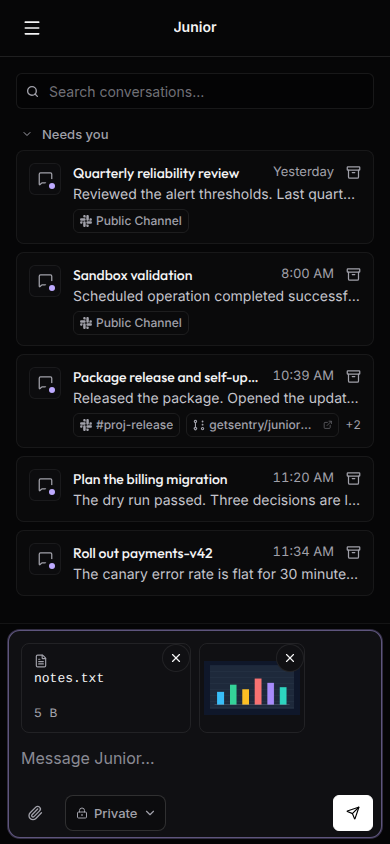 Junior
Search conversations...
Needs you
Quarterly reliability review Yesterday
Reviewed the alert thresholds. Last quart...
Public Channel
Sandbox validation 8:00 AM
Scheduled operation completed successf...
Public Channel
Package release and self-up... 10:39 AM
Released the package. Opened the updat...
#proj-release getsentry/junior... +2
Plan the billing migration 11:20 AM
The dry run passed. Three decisions are l...
Roll out payments-v42 11:34 AM
The canary error rate is flat for 30 minute...
notes.txt
5 B
Message Junior...
Private